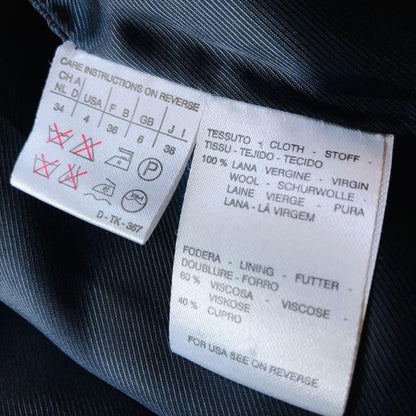 CARE INSTRUCTIONS ON REVERSE
CH A
NL D USA F B GB J I
34 4 36 6 38
P
D - TK - 367
TESSUTO - CLOTH - STOFF -
TISSU - TEJIDO - TECIDO
100% LANA VERGINE - VIRGIN
WOOL - SCHURWOLLE -
LAINE VIERGE - PURA
LANA - LÃ VIRGEM
FODERA - LINING - FUTTER -
DOUBLURE - FORRO
60 % VISCOSA - VISCOSE -
VISKOSE
40 % CUPRO
FOR USA SEE ON REVERSE